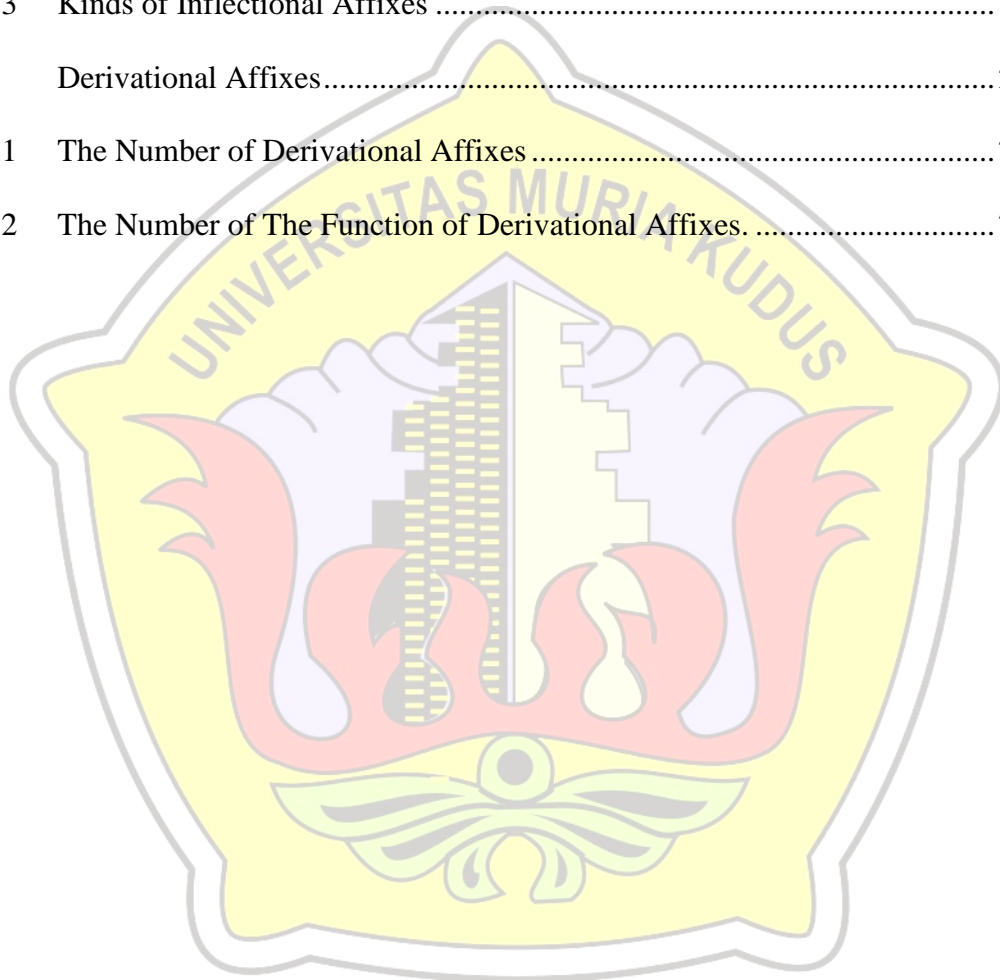 3 Kinds of Inflectional Affixes ......................................................................
Derivational Affixes....................................................................................
1 The Number of Derivational Affixes ..........................................................
2 The Number of The Function of Derivational Affixes. ..............................
UNIVERSITAS MURIA KUDUS